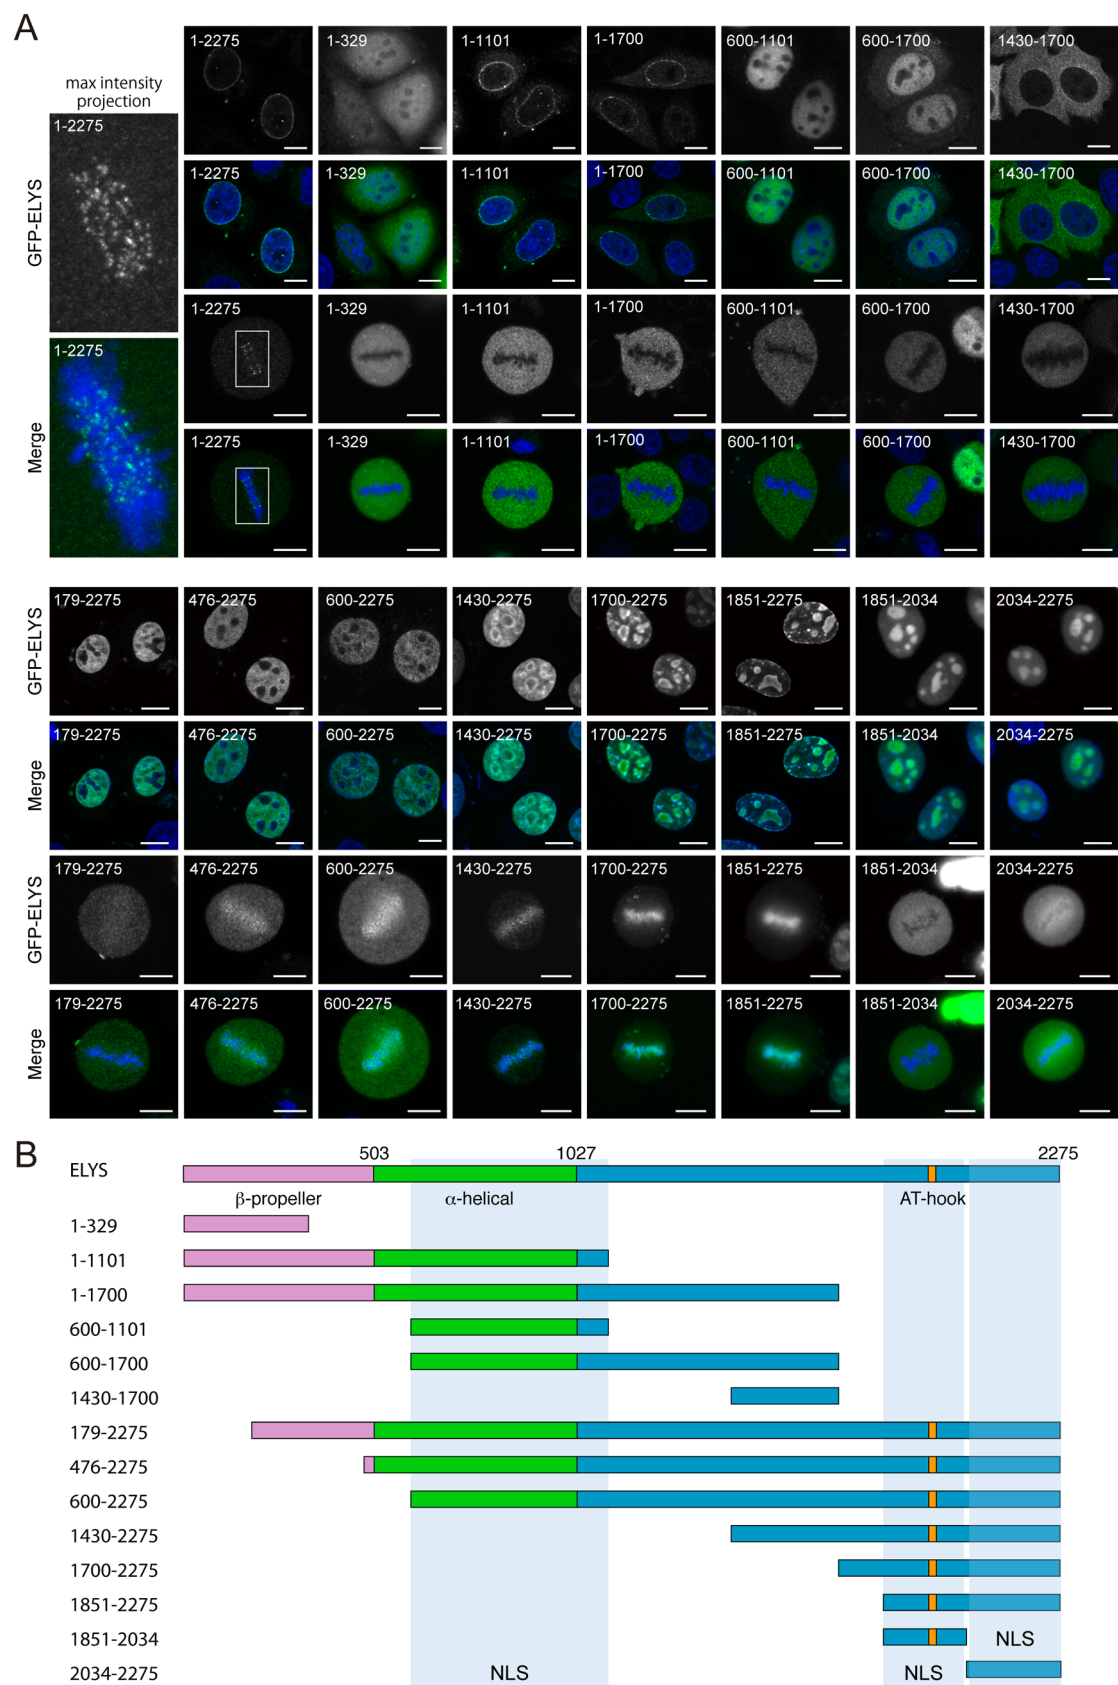 A
max intensity
projection
1-2275
1-2275
GFP-ELYS
Merge
1-2275 1-329 1-1101 1-1700 600-1101 600-1700 1430-1700
1-2275 1-329 1-1101 1-1700 600-1101 600-1700 1430-1700
1-2275 1-329 1-1101 1-1700 600-1101 600-1700 1430-1700
1-2275 1-329 1-1101 1-1700 600-1101 600-1700 1430-1700
GFP-ELYS
179-2275 476-2275 600-2275 1430-2275 1700-2275 1851-2275 1851-2034 2034-2275
Merge
179-2275 476-2275 600-2275 1430-2275 1700-2275 1851-2275 1851-2034 2034-2275
GFP-ELYS
179-2275 476-2275 600-2275 1430-2275 1700-2275 1851-2275 1851-2034 2034-2275
Merge
179-2275 476-2275 600-2275 1430-2275 1700-2275 1851-2275 1851-2034 2034-2275
B
503 1027 2275
ELYS
β-propeller α-helical AT-hook
1-329
1-1101
1-1700
600-1101
600-1700
1430-1700
179-2275
476-2275
600-2275
1430-2275
1700-2275
1851-2275
1851-2034 NLS
2034-2275 NLS NLS